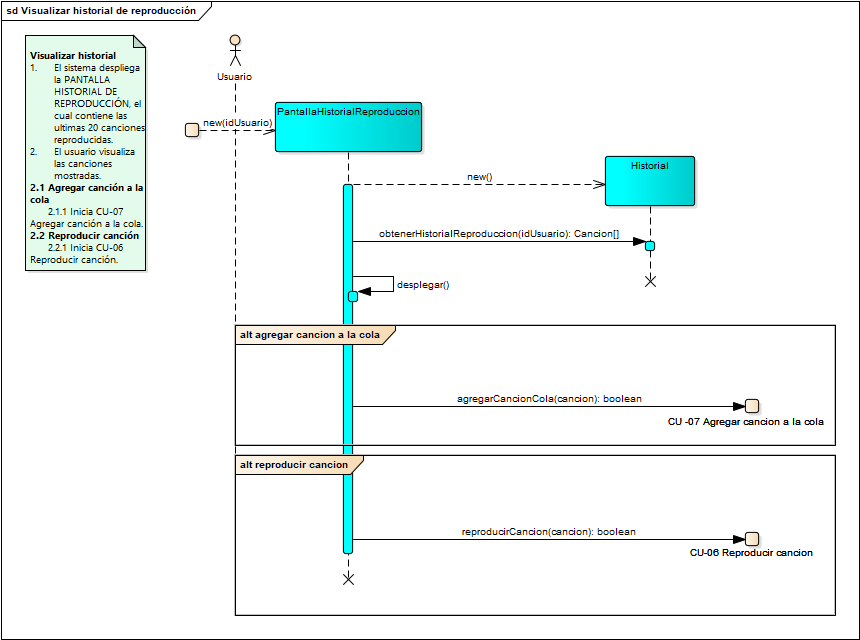 sd Visualizar historial de reproducción
Visualizar historial
1. El sistema despliega
la PANTALLA
HISTORIAL DE
REPRODUCCIÓN, el
cual contiene las
ultimas 20 canciones
reproducidas.
2. El usuario visualiza
las canciones
mostradas.
2.1 Agregar canción a la
cola
2.1.1 Inicia CU-07
Agregar canción a la cola.
2.2 Reproducir canción
2.2.1 Inicia CU-06
Reproducir canción.
Usuario
new(idUsuario)
PantallaHistorialReproduccion
new()
Historial
obtenerHistorialReproduccion(idUsuario): Cancion[]
desplegar()
alt agregar cancion a la cola
agregarCancionCola(cancion): boolean
CU -07 Agregar cancion a la cola
alt reproducir cancion
reproducirCancion(cancion): boolean
CU-06 Reproducir cancion